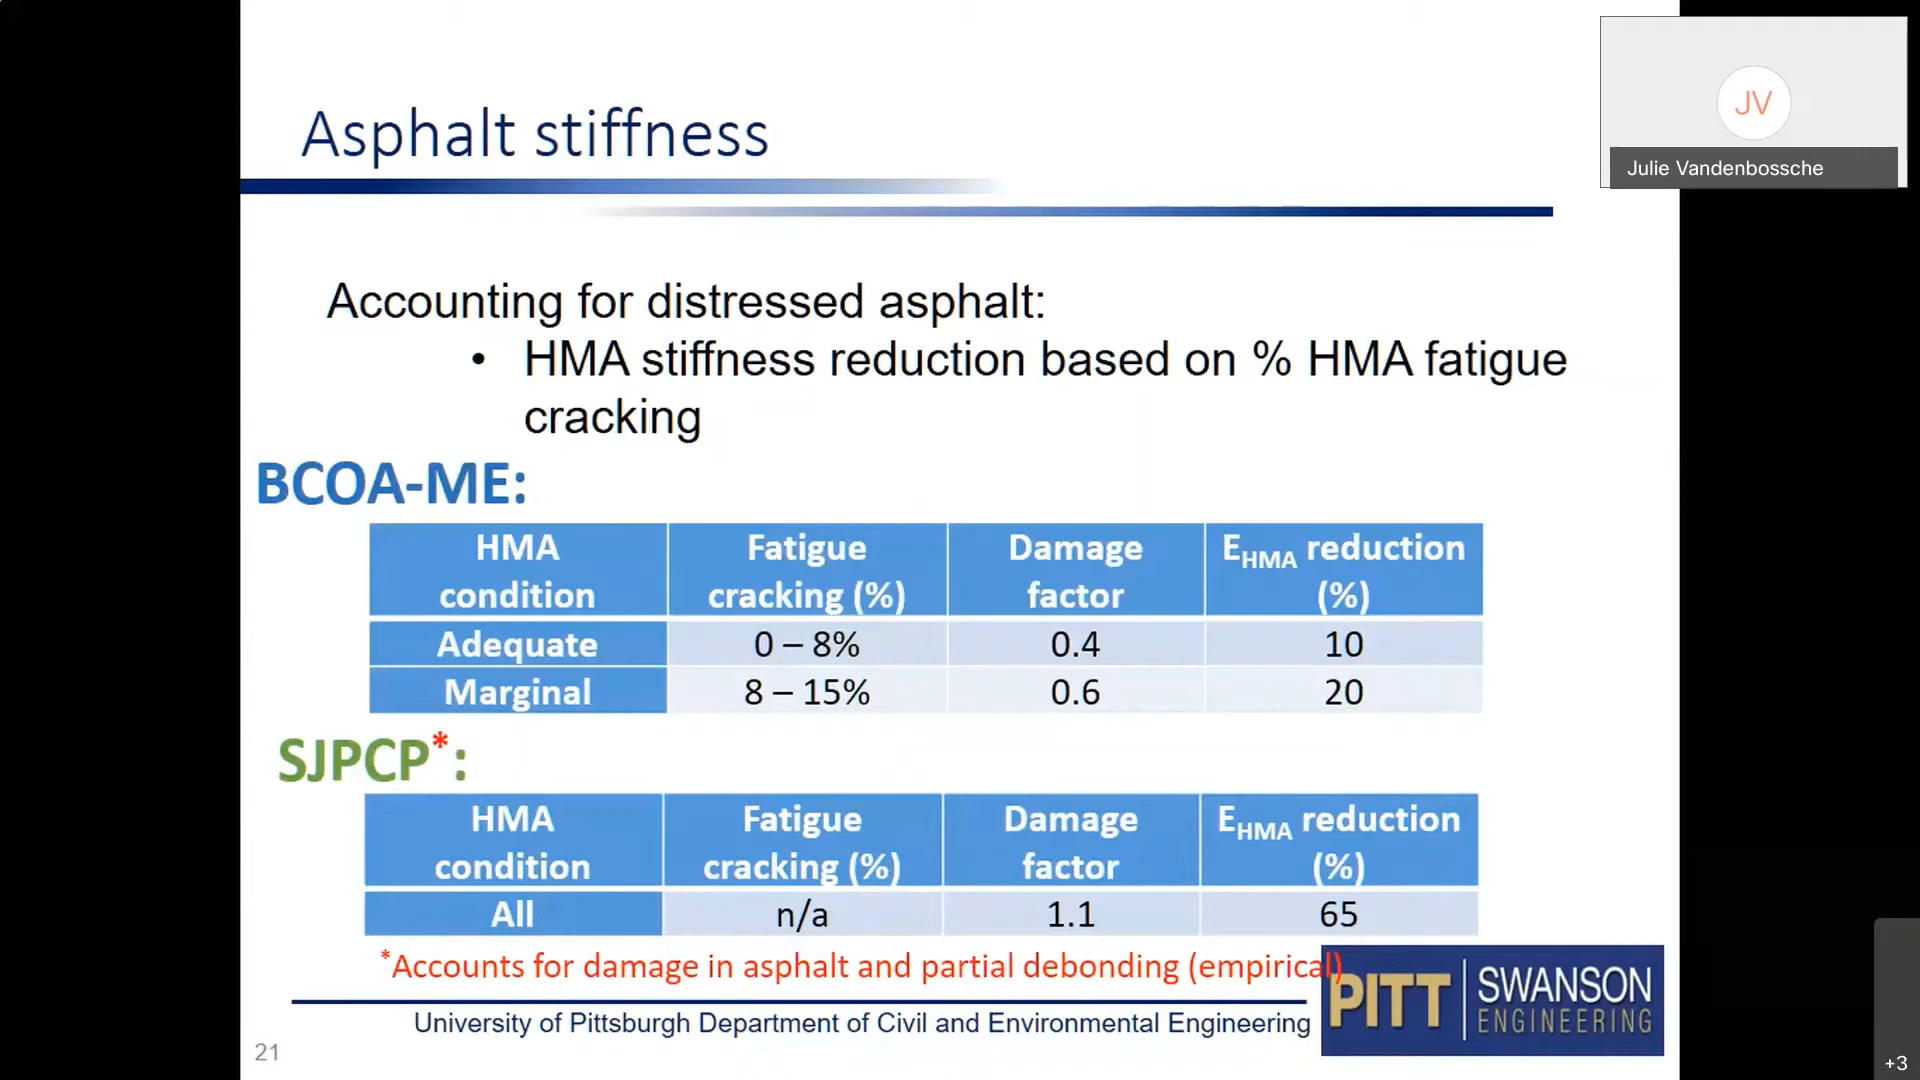 Asphalt stiffness
JV
Julie Vandenbossche
Accounting for distressed asphalt:
• HMA stiffness reduction based on % HMA fatigue
cracking
BCOA-ME:
HMA condition Fatigue cracking (%) Damage factor EHMA reduction (%)
Adequate 0 – 8% 0.4 10
Marginal 8 – 15% 0.6 20
SJPCP*:
HMA condition Fatigue cracking (%) Damage factor EHMA reduction (%)
All n/a 1.1 65
*Accounts for damage in asphalt and partial debonding (empirical)
University of Pittsburgh Department of Civil and Environmental Engineering
PITT SWANSON
ENGINEERING
21
+3